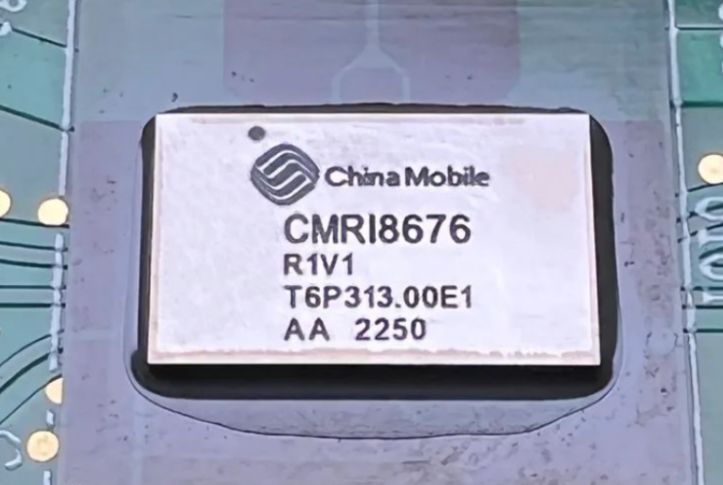 China Mobile
CMRI8676
R1V1
T6P313.00E1
AA 2250